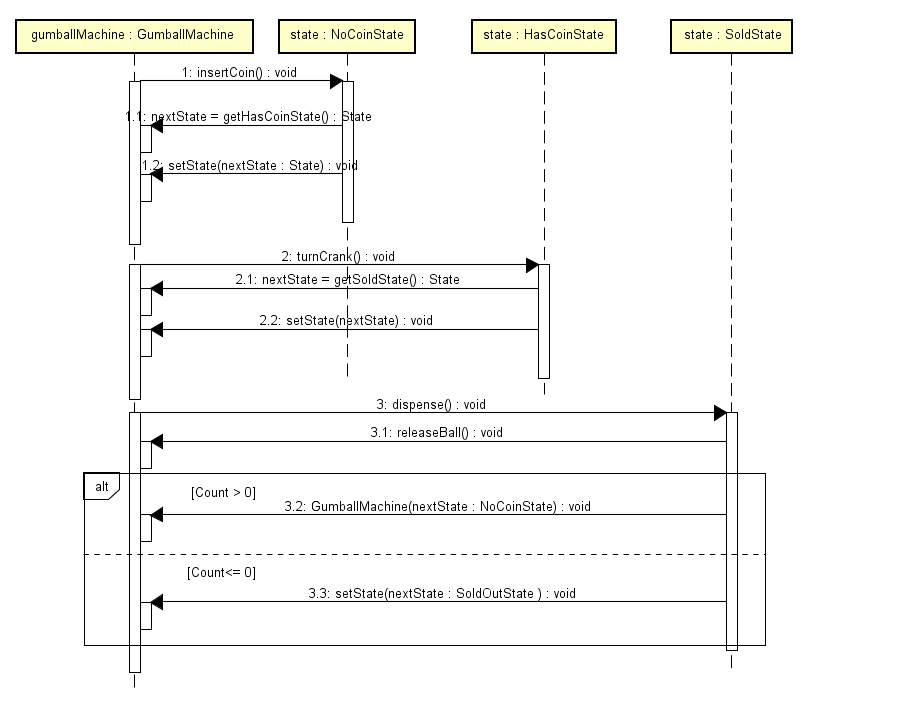 gumballMachine : GumballMachine
state : NoCoinState
state : HasCoinState
state : SoldState
1: insertCoin() : void
1.1: nextState = getHasCoinState() : State
1.2: setState(nextState : State) : void
2: turnCrank() : void
2.1: nextState = getSoldState() : State
2.2: setState(nextState) : void
3: dispense() : void
3.1: releaseBall() : void
alt
[Count > 0]
3.2: GumballMachine(nextState : NoCoinState) : void
[Count<= 0]
3.3: setState(nextState : SoldOutState ) : void